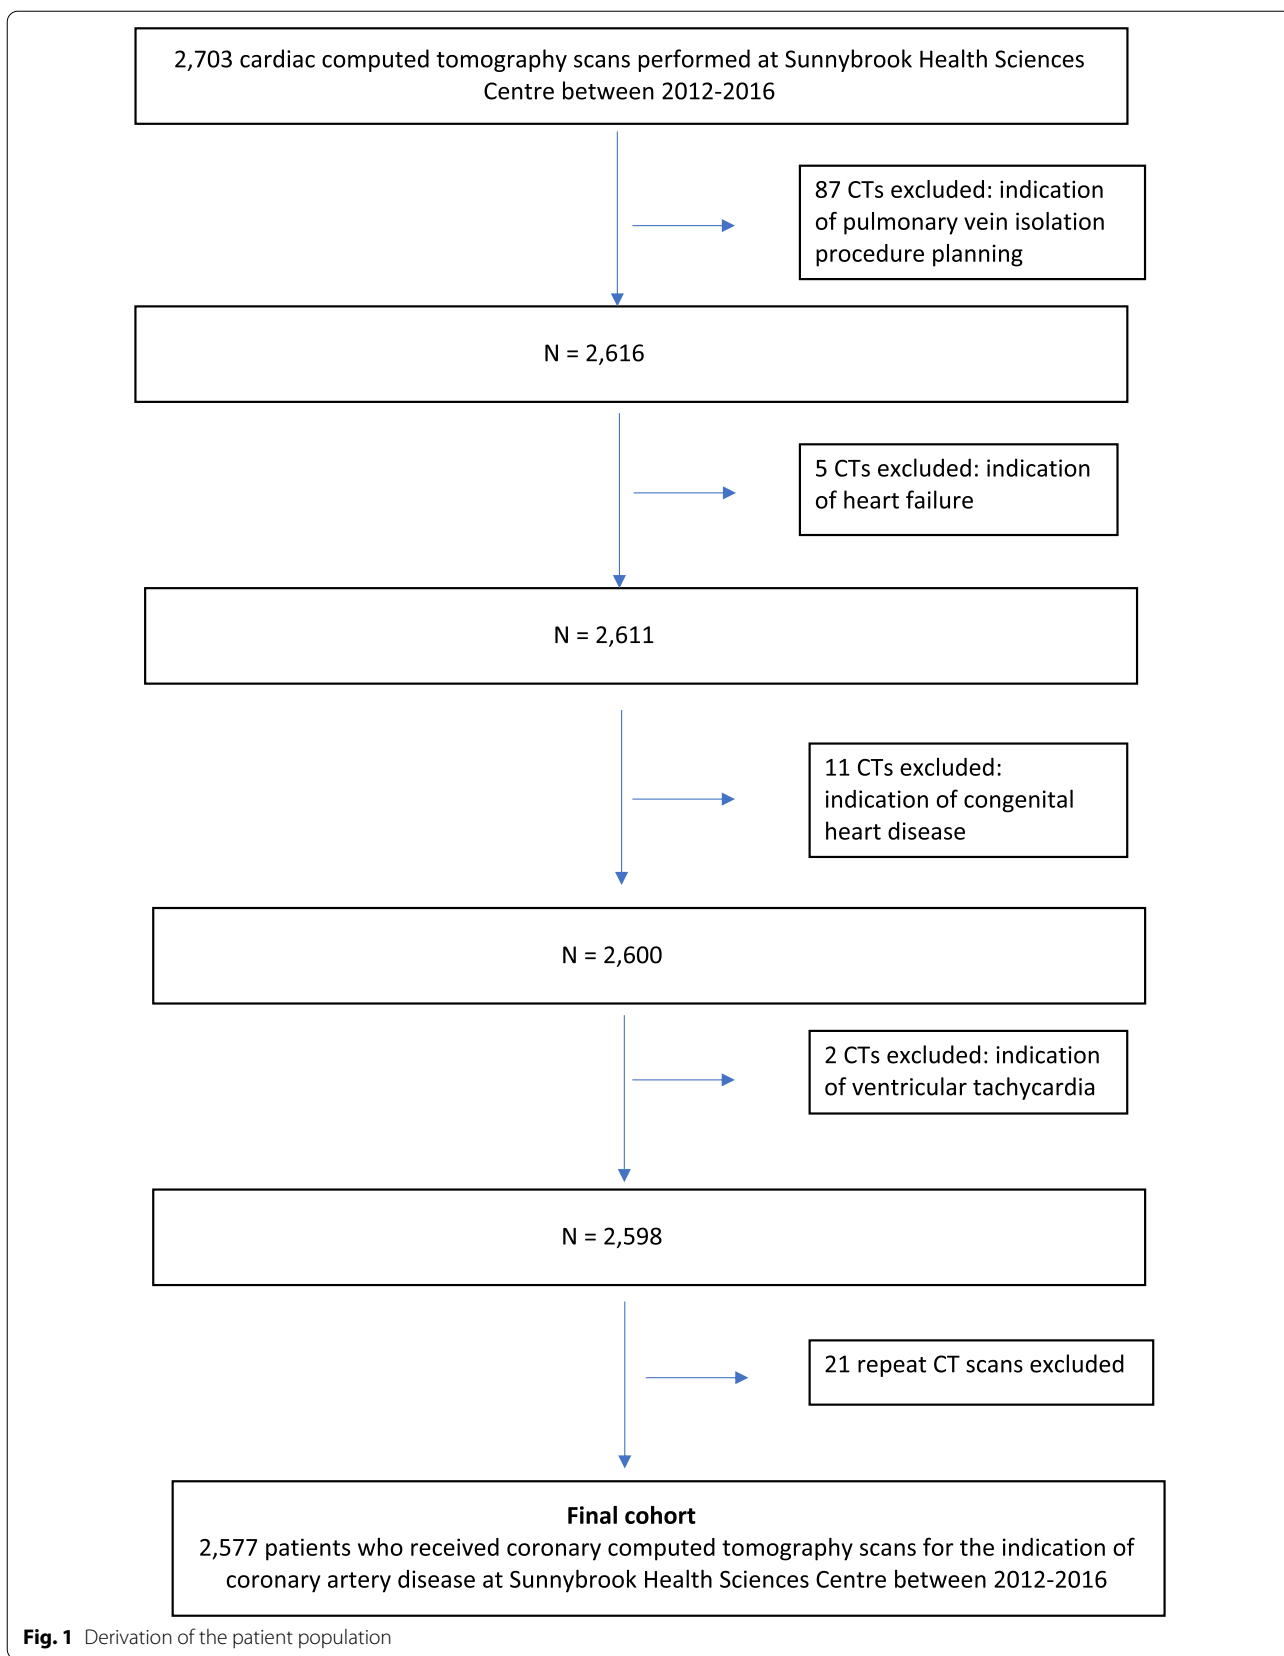 2,703 cardiac computed tomography scans performed at Sunnybrook Health Sciences
Centre between 2012-2016
87 CTs excluded: indication
of pulmonary vein isolation
procedure planning
N = 2,616
5 CTs excluded: indication
of heart failure
N = 2,611
11 CTs excluded:
indication of congenital
heart disease
N = 2,600
2 CTs excluded: indication
of ventricular tachycardia
N = 2,598
21 repeat CT scans excluded
Final cohort
2,577 patients who received coronary computed tomography scans for the indication of
coronary artery disease at Sunnybrook Health Sciences Centre between 2012-2016
Fig. 1 Derivation of the patient population